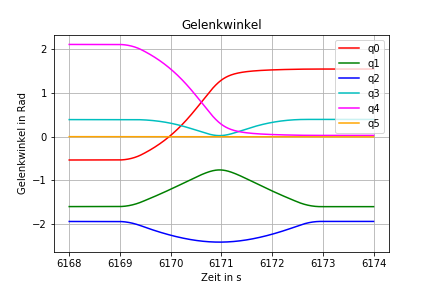 Gelenkwinkel
Gelenkwinkel in Rad
2
1
0
−1
−2
q0
q1
q2
q3
q4
q5
6168 6169 6170 6171 6172 6173 6174
Zeit in s